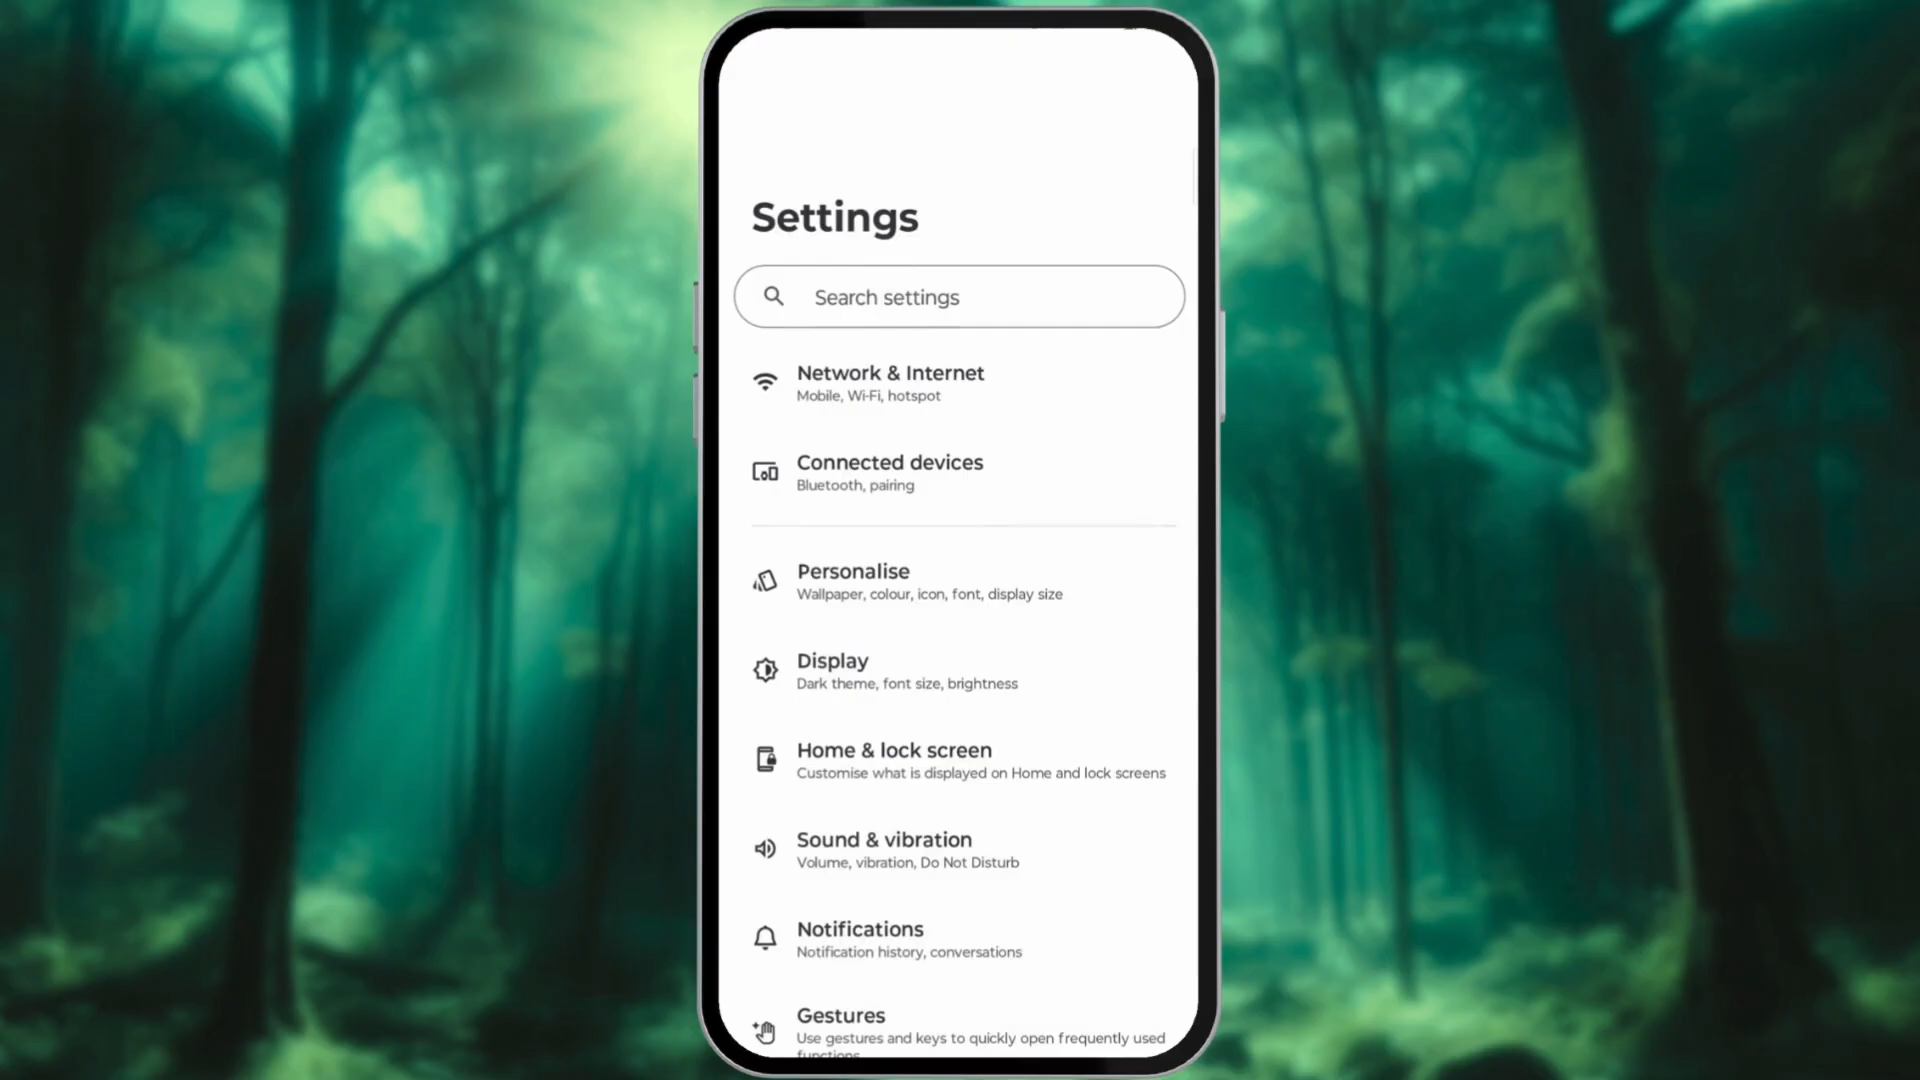 Settings
Search settings
Network & Internet
Mobile, Wi-Fi, hotspot
Connected devices
Bluetooth, pairing
Personalise
Wallpaper, colour, icon, font, display size
Display
Dark theme, font size, brightness
Home & lock screen
Customise what is displayed on Home and lock screens
Sound & vibration
Volume, vibration, Do Not Disturb
Notifications
Notification history, conversations
Gestures
Use gestures and keys to quickly open frequently used
functions